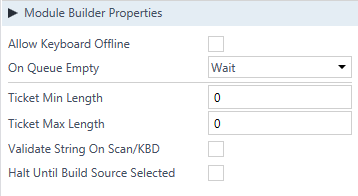 Module Builder Properties
Allow Keyboard Offline
On Queue Empty Wait
Ticket Min Length 0
Ticket Max Length 0
Validate String On Scan/KBD
Halt Until Build Source Selected